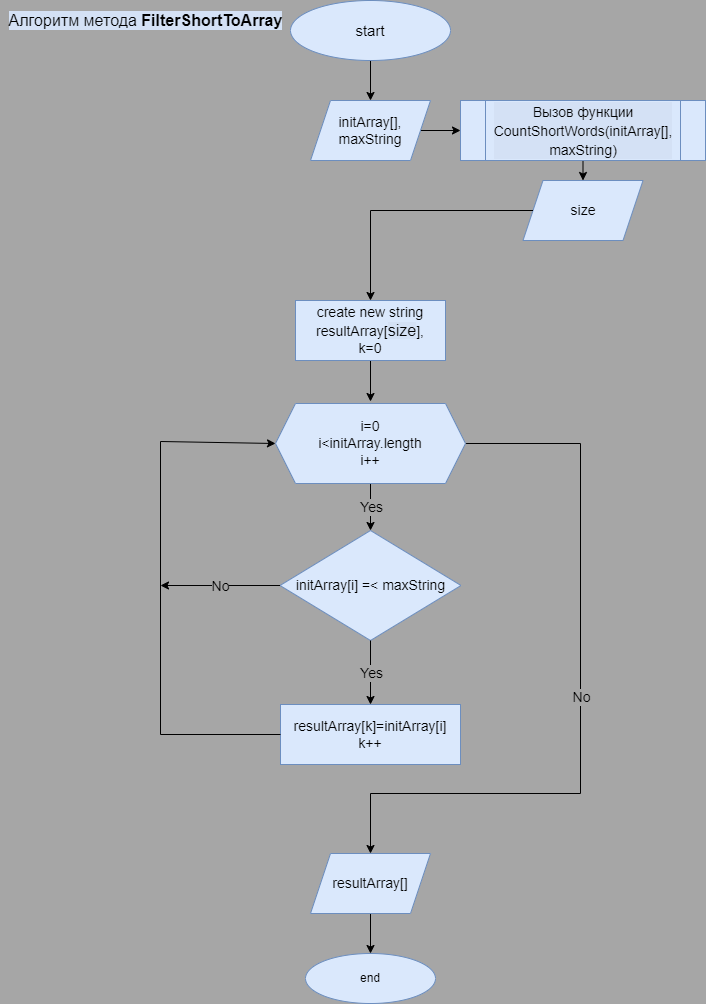 Алгоритм метода FilterShortToArray
start
initArray[],
maxString
Вызов функции
CountShortWords(initArray[],
maxString)
size
create new string
resultArray[size],
k=0
i=0
i<initArray.length
i++
Yes
initArray[i] =< maxString
No
Yes
resultArray[k]=initArray[i]
k++
No
resultArray[]
end